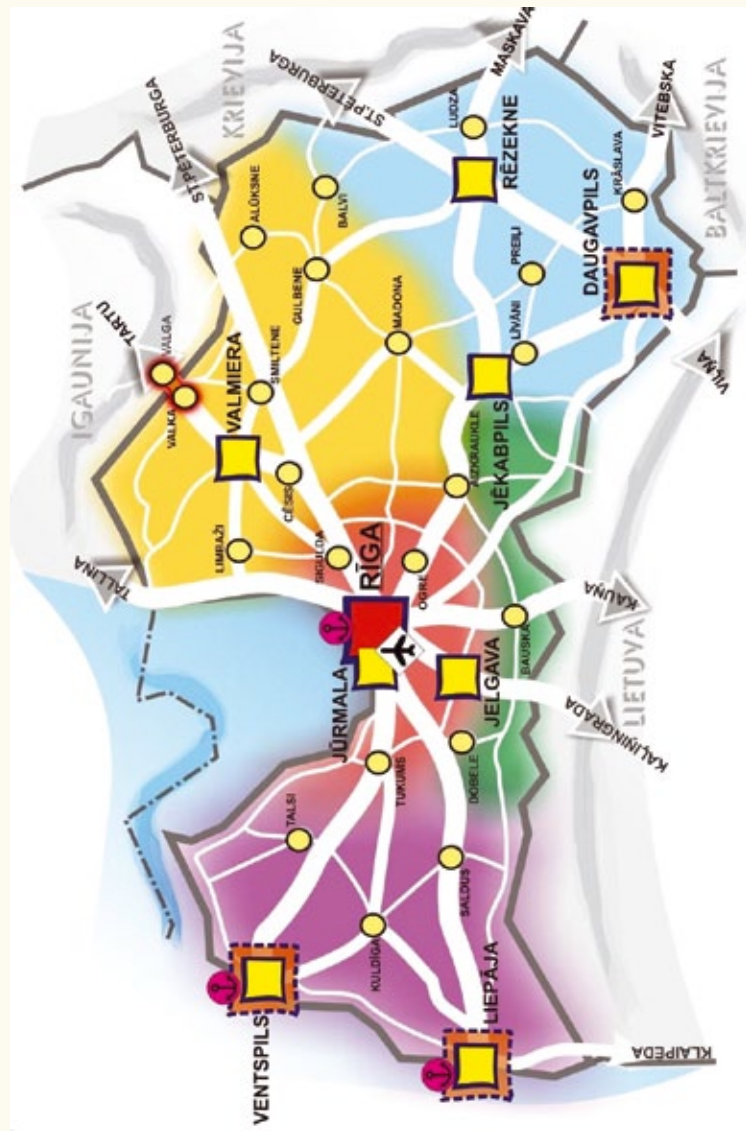 IGAUNIJA
KRIEVIJA
BALTKRIEVIJA
LIETUVA
TALLINA
TARTU
ST.PETERBURGA
ST.PETERBURGA
MASKAVA
VITEBSKA
VIĻŅA
KAUŅA
KAĻIŅINGRADA
KLAIPĒDA
VALGA
VALKA
VALMIERA
SMILTENE
ALŪKSNE
BALVI
GULBENE
LUDZA
RĒZEKNE
LIMBAŽI
CĒSIS
SIGULDA
MADONA
PREIĻI
KRĀSLAVA
DAUGAVPILS
LĪVĀNI
JĒKABPILS
AIZKRAUKLE
RĪGA
OGRE
JŪRMALA
JELGAVA
BAUSKA
TUKUMS
DOBELE
TALSI
SALDUS
KULDĪGA
VENTSPILS
LIEPĀJA